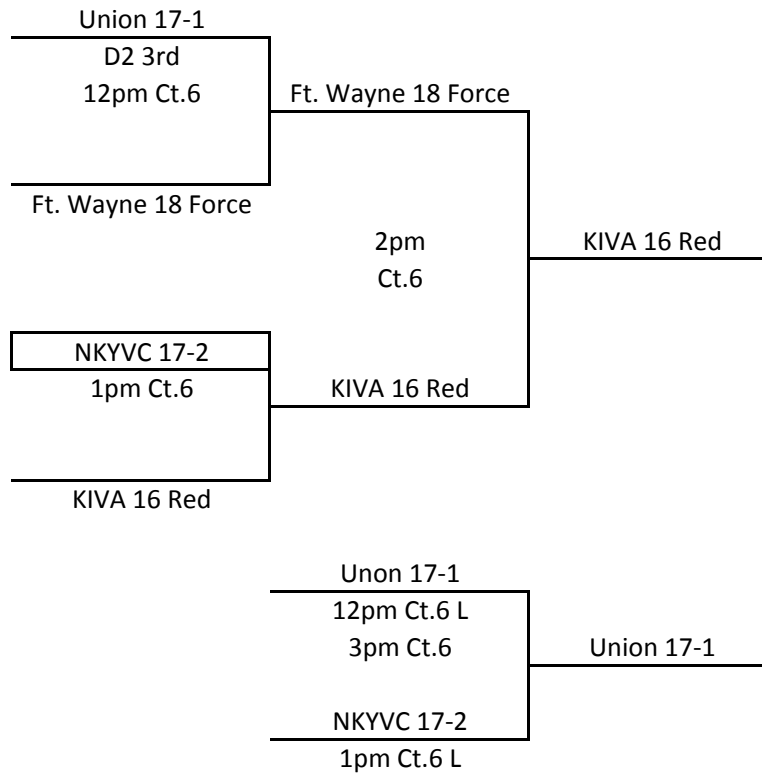 Union 17-1
D2 3rd
12pm Ct.6
Ft. Wayne 18 Force
Ft. Wayne 18 Force
2pm
Ct.6
KIVA 16 Red
NKYVC 17-2
1pm Ct.6
KIVA 16 Red
KIVA 16 Red
Unon 17-1
12pm Ct.6 L
3pm Ct.6
Union 17-1
NKYVC 17-2
1pm Ct.6 L